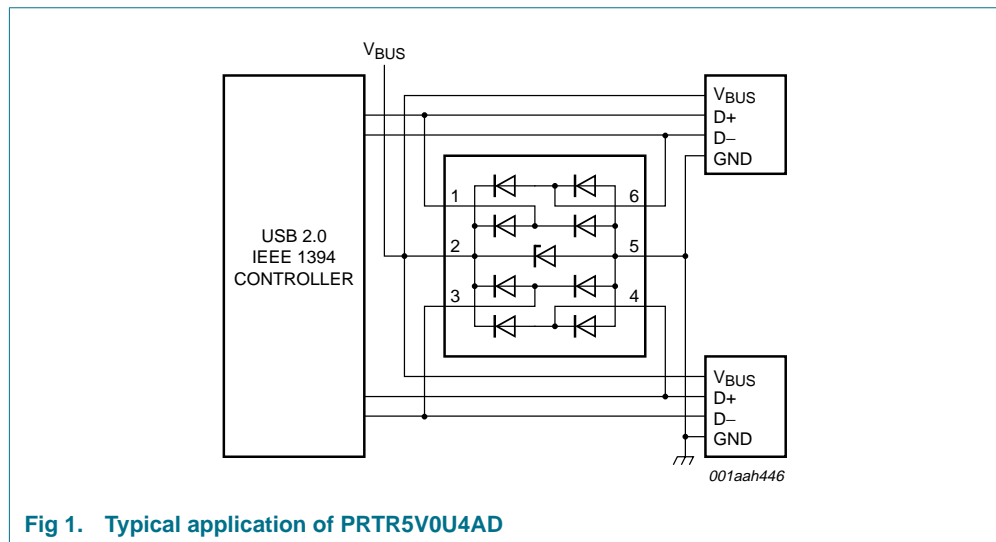 VBUS
USB 2.0
IEEE 1394
CONTROLLER
1
2
3
6
5
4
VBUS
D+
D−
GND
VBUS
D+
D−
GND
001aah446
Fig 1. Typical application of PRTR5V0U4AD